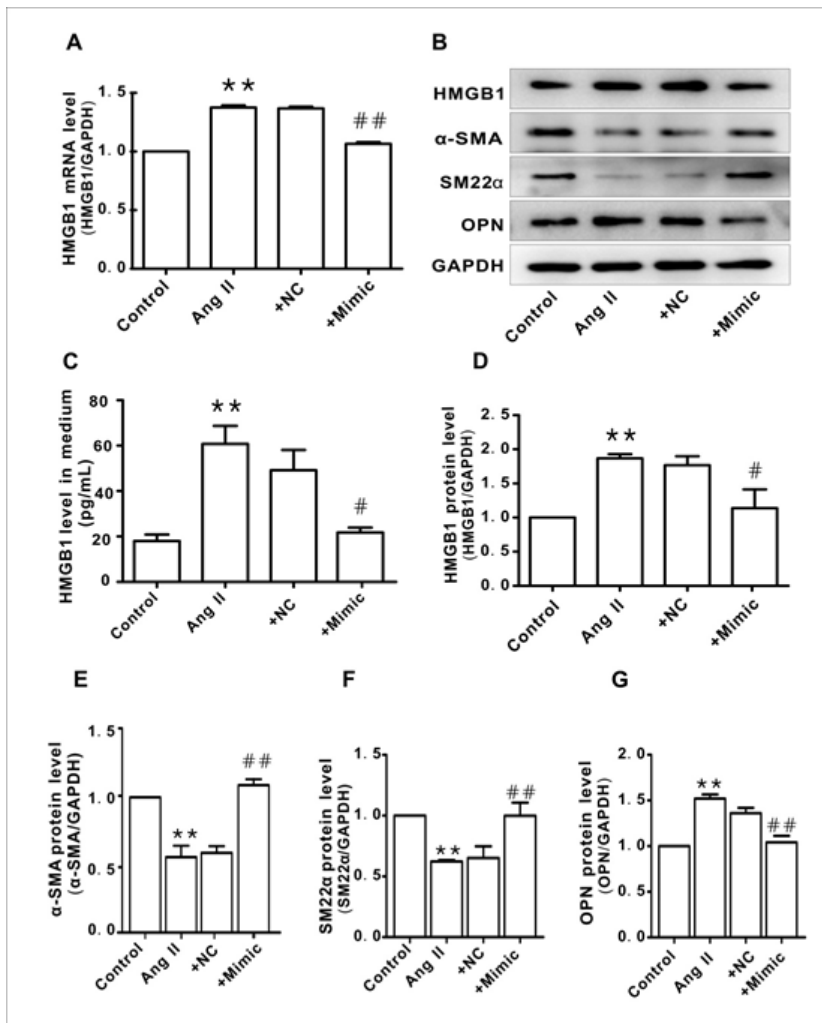 A
HMGB1 mRNA level
(HMGB1/GAPDH)
1.5
1.0
0.5
0.0
**
##
Control
Ang II
+NC
+Mimic
B
HMGB1
α-SMA
SM22α
OPN
GAPDH
Control
Ang II
+NC
+Mimic
C
HMGB1 level in medium
(pg/mL)
80
60
40
20
0
**
#
Control
Ang II
+NC
+Mimic
D
HMGB1 protein level
(HMGB1/GAPDH)
2.5
2.0
1.5
1.0
0.5
0.0
**
#
Control
Ang II
+NC
+Mimic
E
α-SMA protein level
(α-SMA/GAPDH)
1.5
1.0
0.5
0.0
**
##
Control
Ang II
+NC
+Mimic
F
SM22α protein level
(SM22α/GAPDH)
1.5
1.0
0.5
0.0
**
##
Control
Ang II
+NC
+Mimic
G
OPN protein level
(OPN/GAPDH)
2.0
1.5
1.0
0.5
0.0
**
##
Control
Ang II
+NC
+Mimic